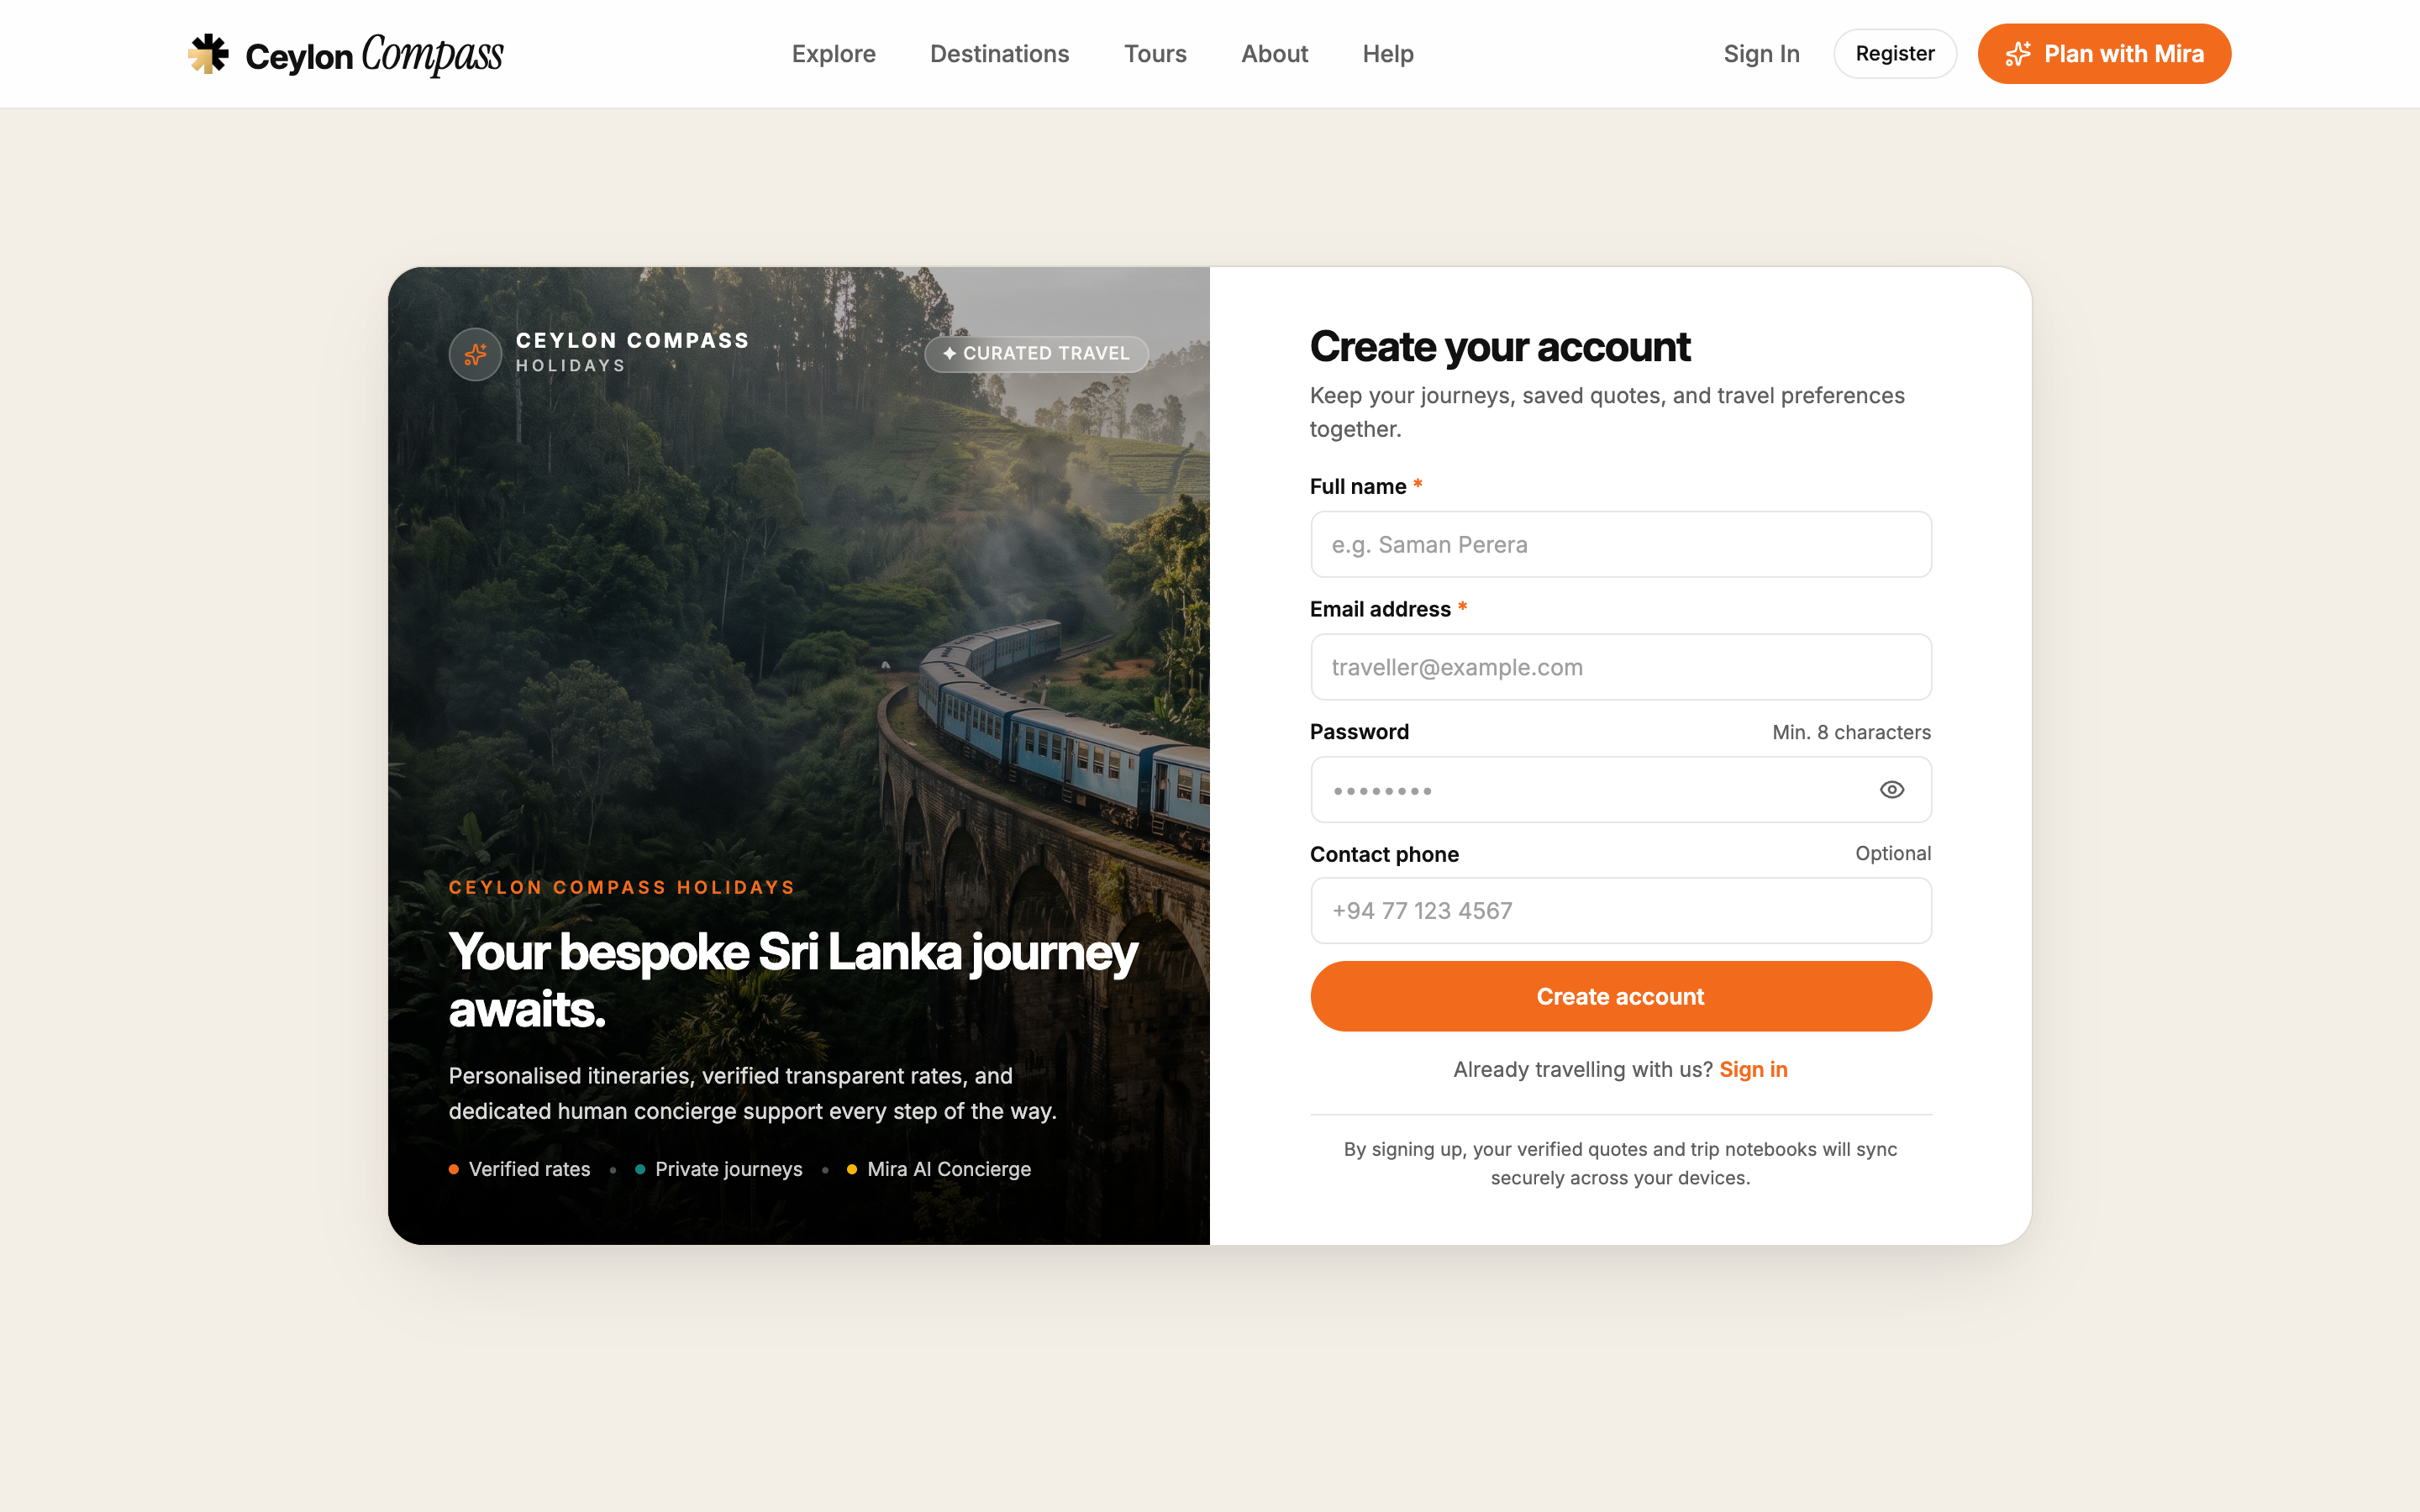 Ceylon Compass
Explore
Destinations
Tours
About
Help
Sign In
Register
Plan with Mira
CEYLON COMPASS
HOLIDAYS
✦ CURATED TRAVEL
CEYLON COMPASS HOLIDAYS
Your bespoke Sri Lanka journey
awaits.
Personalised itineraries, verified transparent rates, and
dedicated human concierge support every step of the way.
Verified rates • Private journeys • Mira AI Concierge
Create your account
Keep your journeys, saved quotes, and travel preferences
together.
Full name *
e.g. Saman Perera
Email address *
traveller@example.com
Password
Min. 8 characters
••••••••
Contact phone
Optional
+94 77 123 4567
Create account
Already travelling with us? Sign in
By signing up, your verified quotes and trip notebooks will sync
securely across your devices.